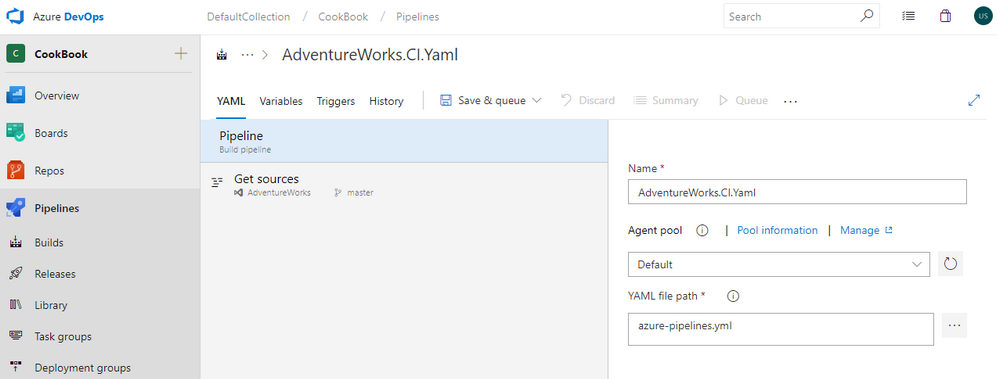 Azure DevOps
DefaultCollection / CookBook / Pipelines
Search
US
C CookBook
Overview
Boards
Repos
Pipelines
Builds
Releases
Library
Task groups
Deployment groups
AdventureWorks.CI.Yaml
YAML Variables Triggers History Save & queue Discard Summary Queue
Pipeline
Build pipeline
Get sources
AdventureWorks master
Name *
AdventureWorks.CI.Yaml
Agent pool | Pool information | Manage
Default
YAML file path *
azure-pipelines.yml